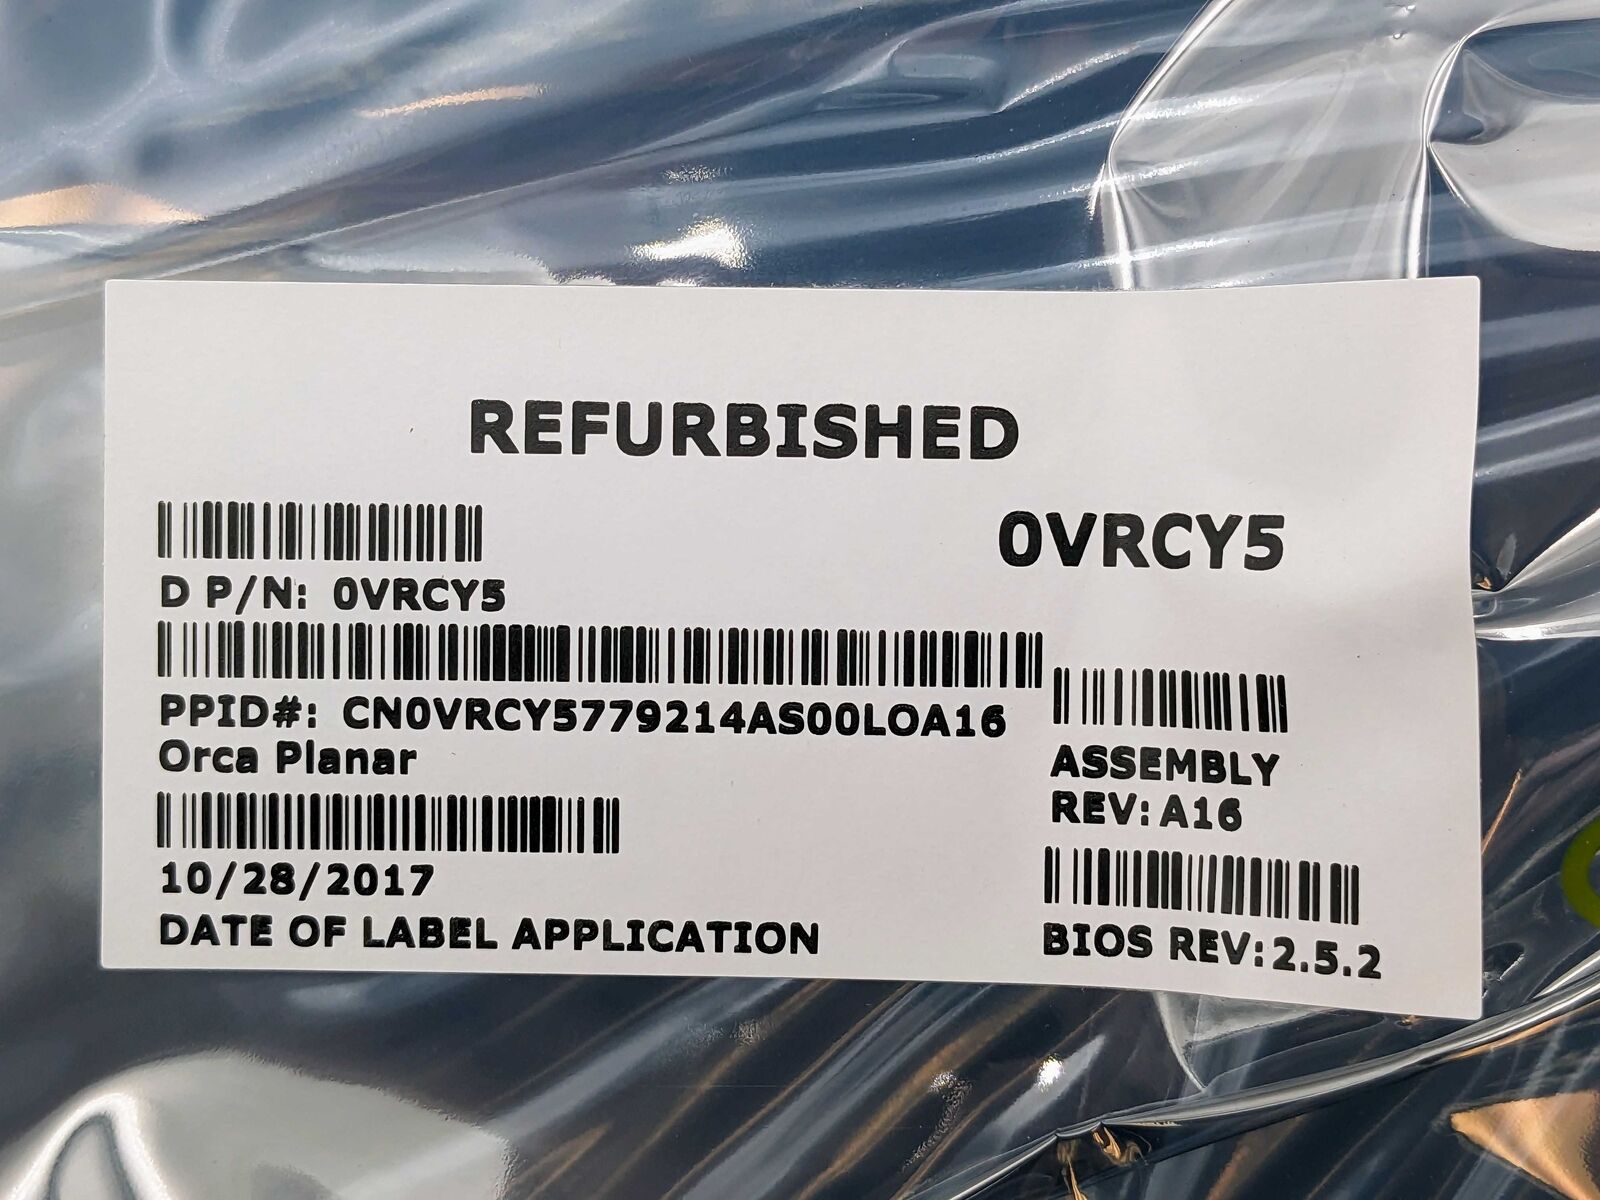 REFURBISHED
0VRCY5
D P/N: 0VRCY5
PPID#: CN0VRCY5779214AS00LOA16
Orca Planar
ASSEMBLY
REV: A16
10/28/2017
DATE OF LABEL APPLICATION
BIOS REV: 2.5.2